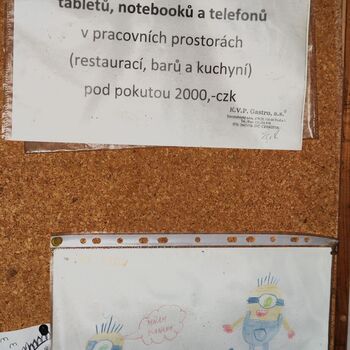 tabletů, notebooků a telefonů
v pracovních prostorách
(restaurací, barů a kuchyní)
pod pokutou 2000,-czk
K.V.P. Gastro, a.s.